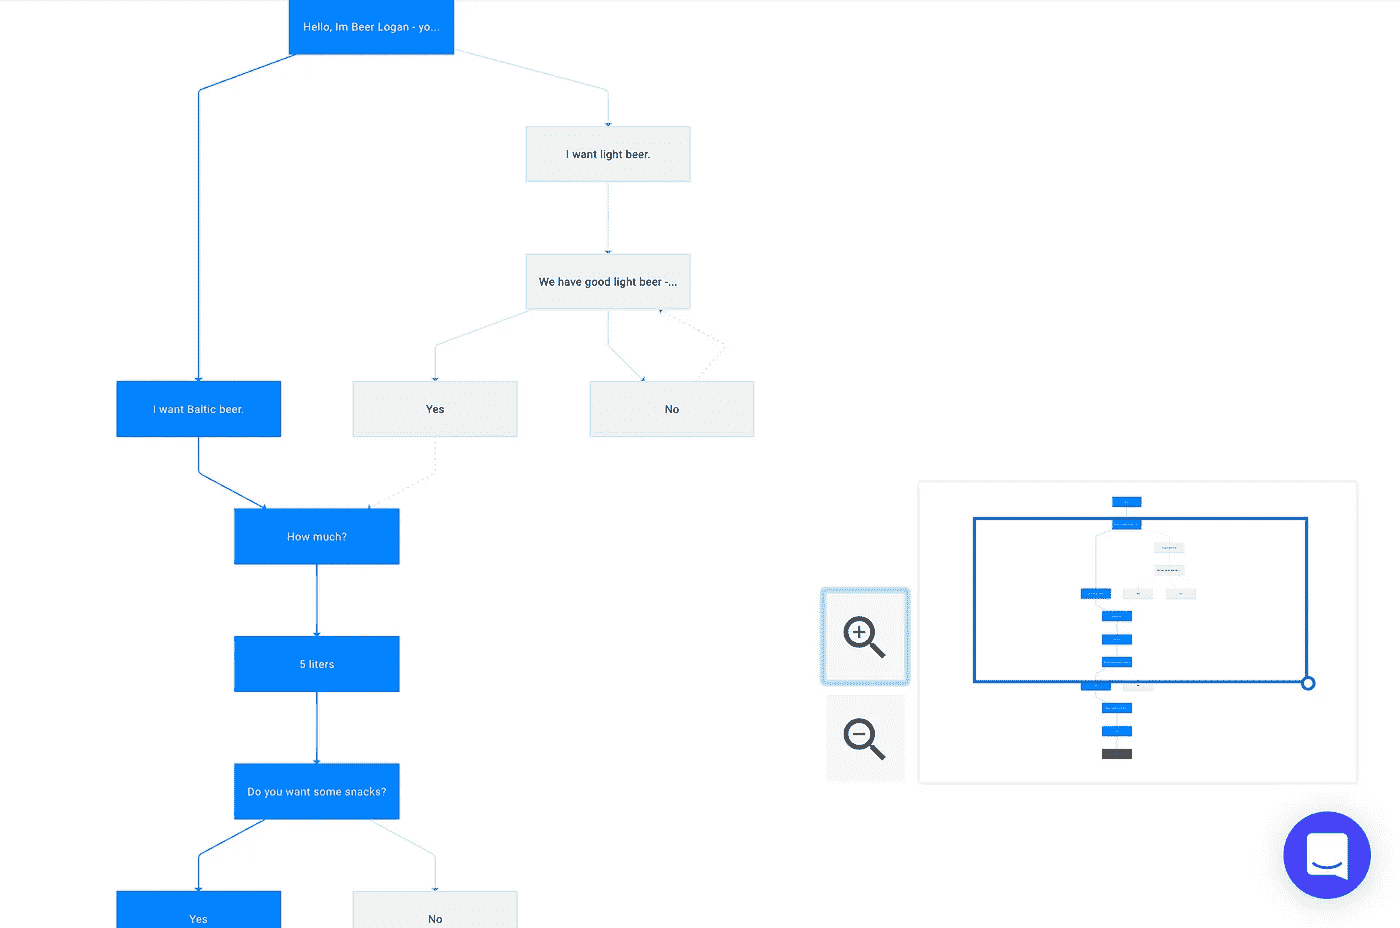 Hello, Im Beer Logan - yo...
I want light beer.
We have good light beer -...
I want Baltic beer.
Yes
No
How much?
5 liters
Do you want some snacks?
Yes
No